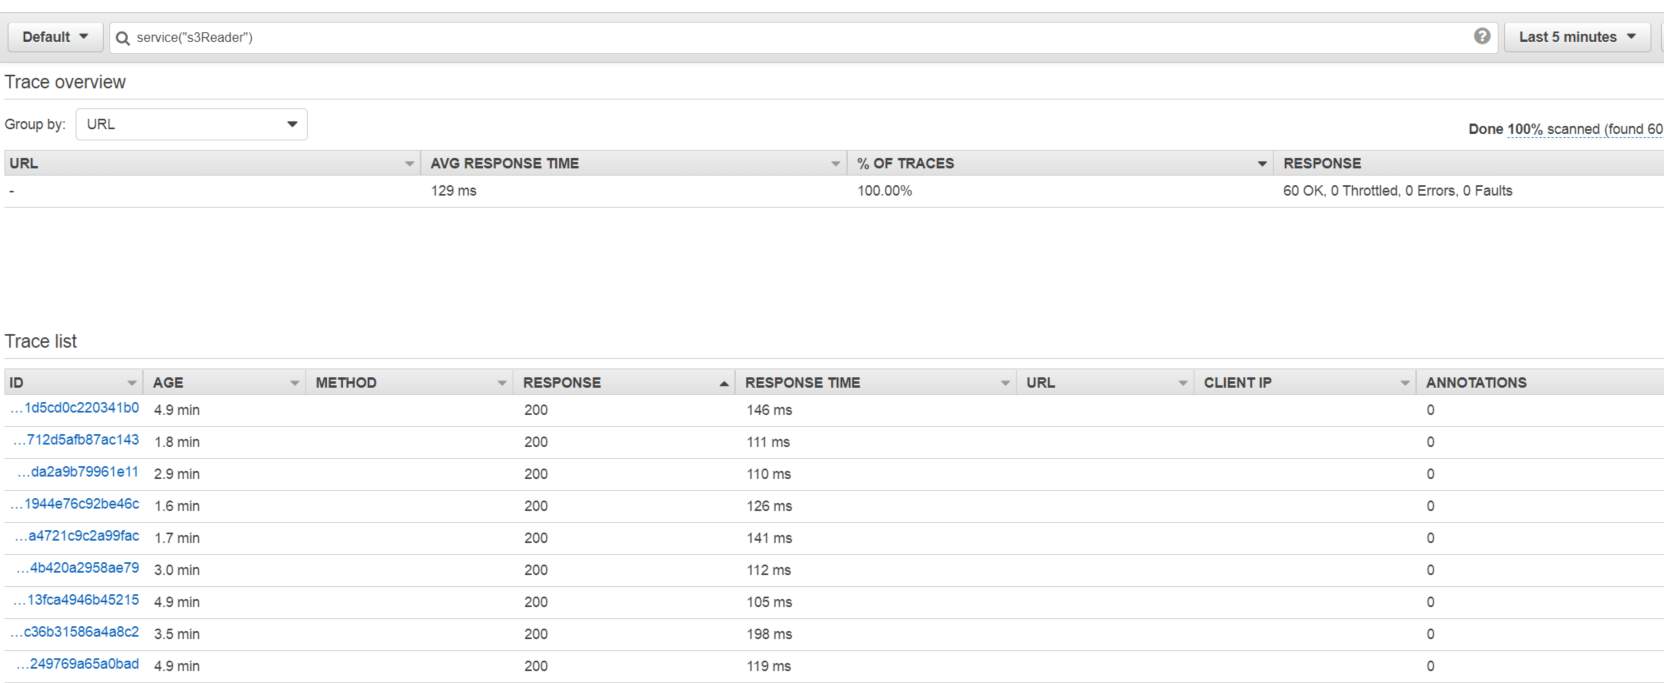 Default service("s3Reader") ? Last 5 minutes
Trace overview
Group by: URL
Done 100% scanned (found 60
URL AVG RESPONSE TIME % OF TRACES RESPONSE
- 129 ms 100.00% 60 OK, 0 Throttled, 0 Errors, 0 Faults
Trace list
ID AGE METHOD RESPONSE RESPONSE TIME URL CLIENT IP ANNOTATIONS
...1d5cd0c220341b0 4.9 min 200 146 ms 0
...712d5afb87ac143 1.8 min 200 111 ms 0
...da2a9b79961e11 2.9 min 200 110 ms 0
...1944e76c92be46c 1.6 min 200 126 ms 0
...a4721c9c2a99fac 1.7 min 200 141 ms 0
...4b420a2958ae79 3.0 min 200 112 ms 0
...13fca4946b45215 4.9 min 200 105 ms 0
...c36b31586a4a8c2 3.5 min 200 198 ms 0
...249769a65a0bad 4.9 min 200 119 ms 0